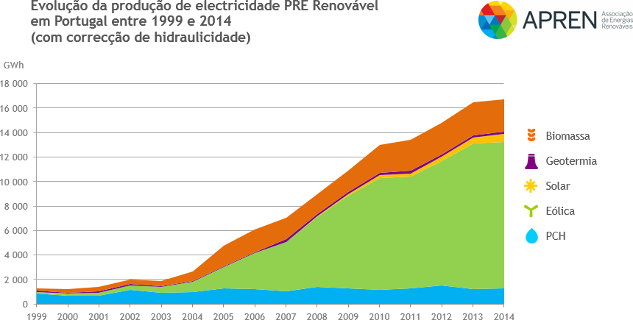 Evolução da produção de electricidade PRE Renovável
em Portugal entre 1999 e 2014
(com correcção de hidraulicidade)
APREN
Associação
de Energias
Renováveis
GWh
18 000
16 000
14 000
12 000
10 000
8 000
6 000
4 000
2 000
0
Biomassa
Geotermia
Solar
Eólica
PCH
1999 2000 2001 2002 2003 2004 2005 2006 2007 2008 2009 2010 2011 2012 2013 2014